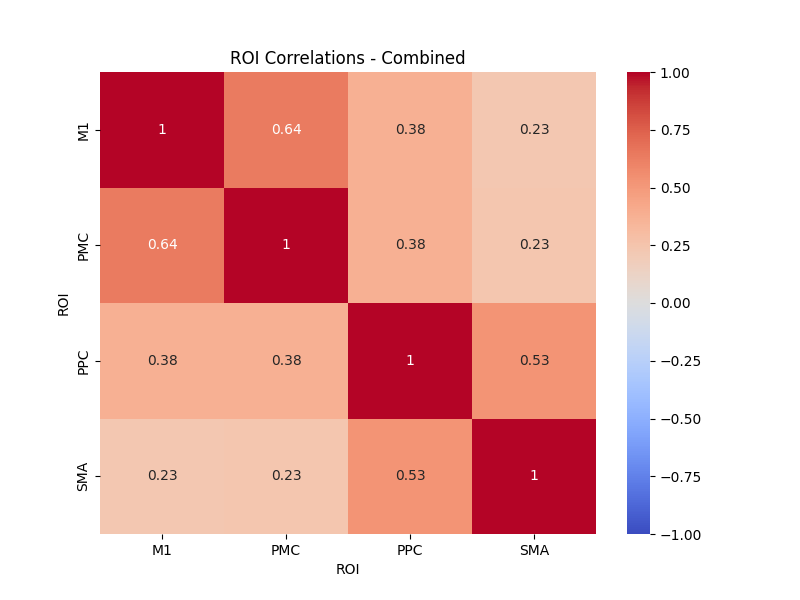 ROI Correlations - Combined
M1 1 0.64 0.38 0.23
PMC 0.64 1 0.38 0.23
PPC 0.38 0.38 1 0.53
SMA 0.23 0.23 0.53 1
M1 PMC PPC SMA
ROI
ROI
1.00
0.75
0.50
0.25
0.00
−0.25
−0.50
−0.75
−1.00